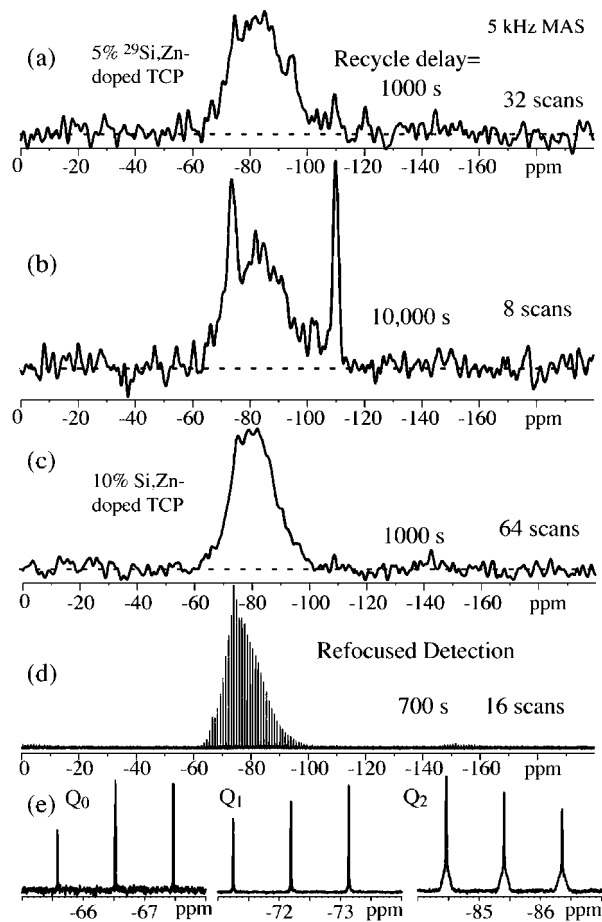 (a)
5% ²⁹Si,Zn-
doped TCP
5 kHz MAS
Recycle delay=
1000 s
32 scans
0 -20 -40 -60 -80 -100 -120 -140 -160 ppm
(b)
10,000 s
8 scans
0 -20 -40 -60 -80 -100 -120 -140 -160 ppm
(c)
10% Si,Zn-
doped TCP
1000 s
64 scans
0 -20 -40 -60 -80 -100 -120 -140 -160 ppm
(d)
Refocused Detection
700 s 16 scans
0 -20 -40 -60 -80 -100 -120 -140 -160 ppm
(e)
Q₀ Q₁ Q₂
-66 -67 ppm -72 -73 ppm -85 -86 ppm